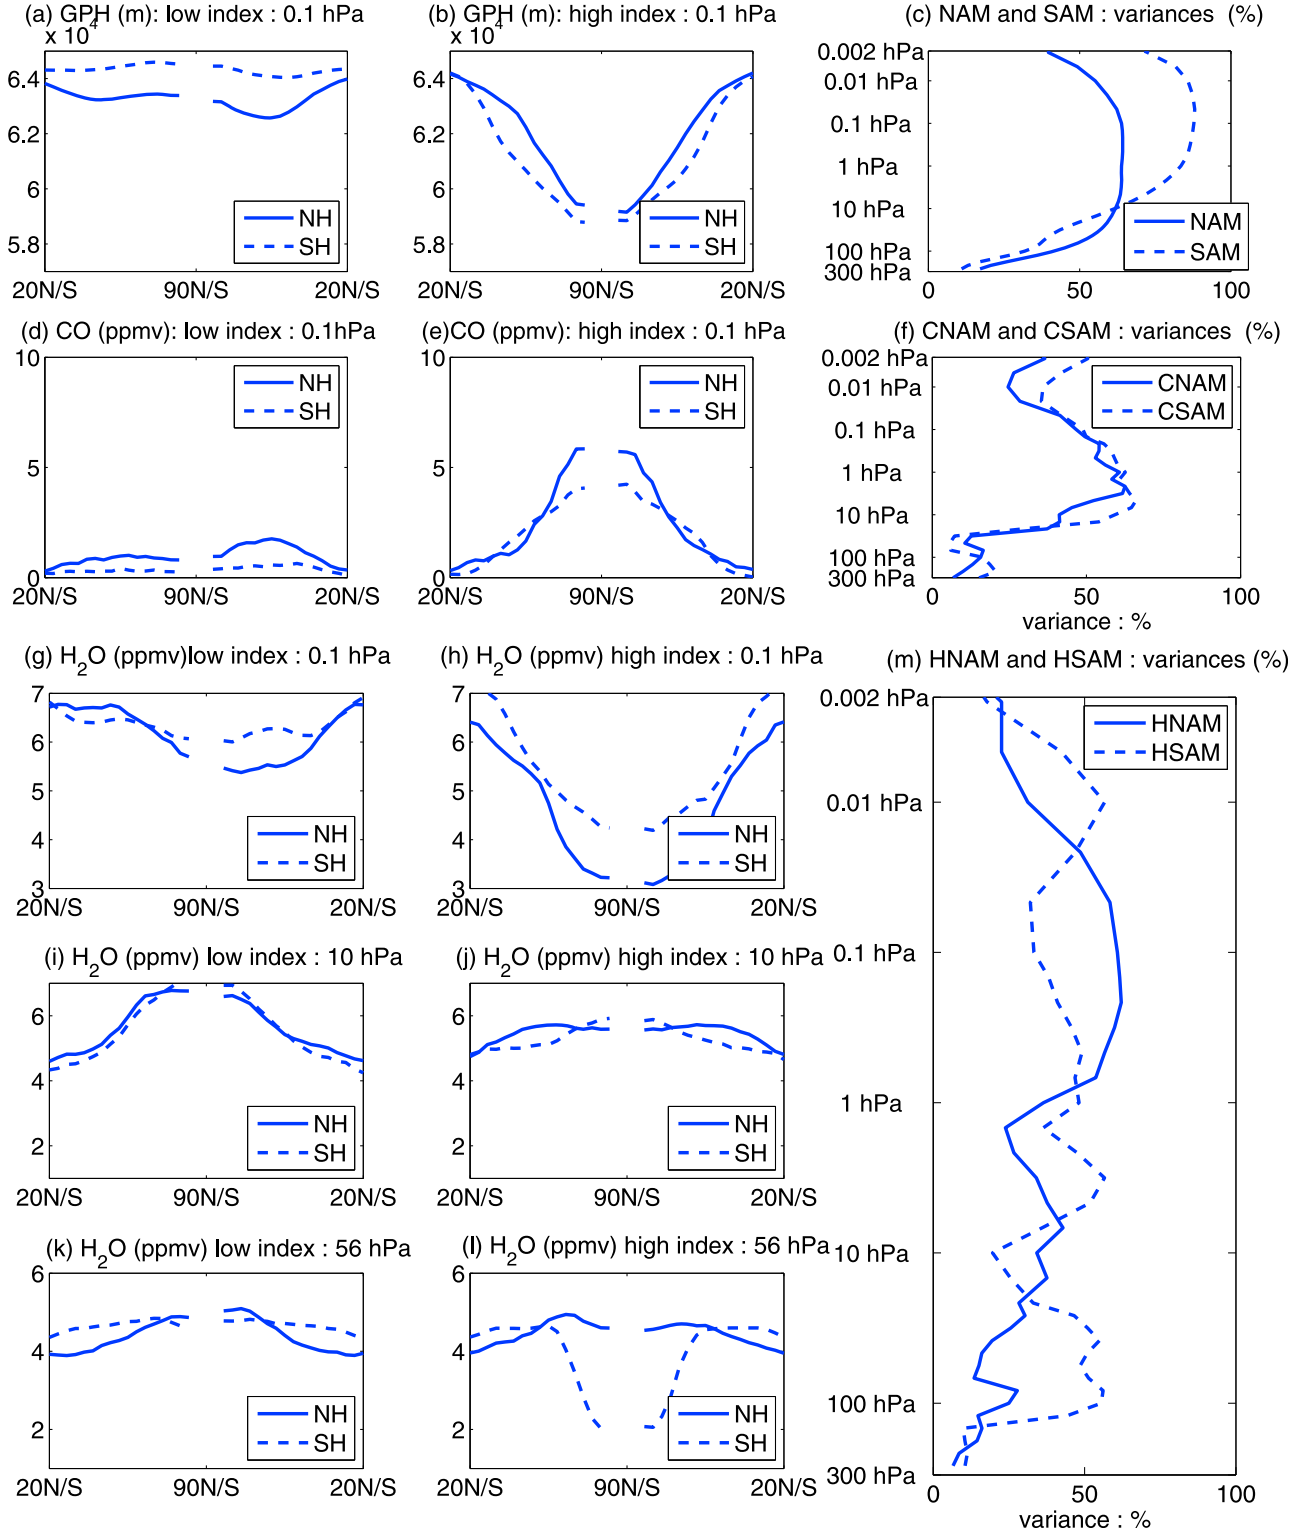 (a) GPH (m): low index : 0.1 hPa
x 10⁴
6.4
6.2
6
5.8
NH
SH
20N/S 90N/S 20N/S
(b) GPH (m): high index : 0.1 hPa
x 10⁴
6.4
6.2
6
5.8
NH
SH
20N/S 90N/S 20N/S
(c) NAM and SAM : variances (%)
0.002 hPa
0.01 hPa
0.1 hPa
1 hPa
10 hPa
100 hPa
300 hPa
NAM
SAM
0 50 100
(d) CO (ppmv): low index : 0.1hPa
10
5
0
NH
SH
20N/S 90N/S 20N/S
(e)CO (ppmv): high index : 0.1 hPa
10
5
0
NH
SH
20N/S 90N/S 20N/S
(f) CNAM and CSAM : variances (%)
0.002 hPa
0.01 hPa
0.1 hPa
1 hPa
10 hPa
100 hPa
300 hPa
CNAM
CSAM
0 50 100
variance : %
(g) H₂O (ppmv)low index : 0.1 hPa
7
6
5
4
3
NH
SH
20N/S 90N/S 20N/S
(h) H₂O (ppmv) high index : 0.1 hPa
7
6
5
4
3
NH
SH
20N/S 90N/S 20N/S
(i) H₂O (ppmv) low index : 10 hPa
6
4
2
NH
SH
20N/S 90N/S 20N/S
(j) H₂O (ppmv) high index : 10 hPa
6
4
2
NH
SH
20N/S 90N/S 20N/S
(k) H₂O (ppmv) low index : 56 hPa
6
4
2
NH
SH
20N/S 90N/S 20N/S
(l) H₂O (ppmv) high index : 56 hPa
6
4
2
NH
SH
20N/S 90N/S 20N/S
(m) HNAM and HSAM : variances (%)
0.002 hPa
0.01 hPa
0.1 hPa
1 hPa
10 hPa
100 hPa
300 hPa
HNAM
HSAM
0 50 100
variance : %